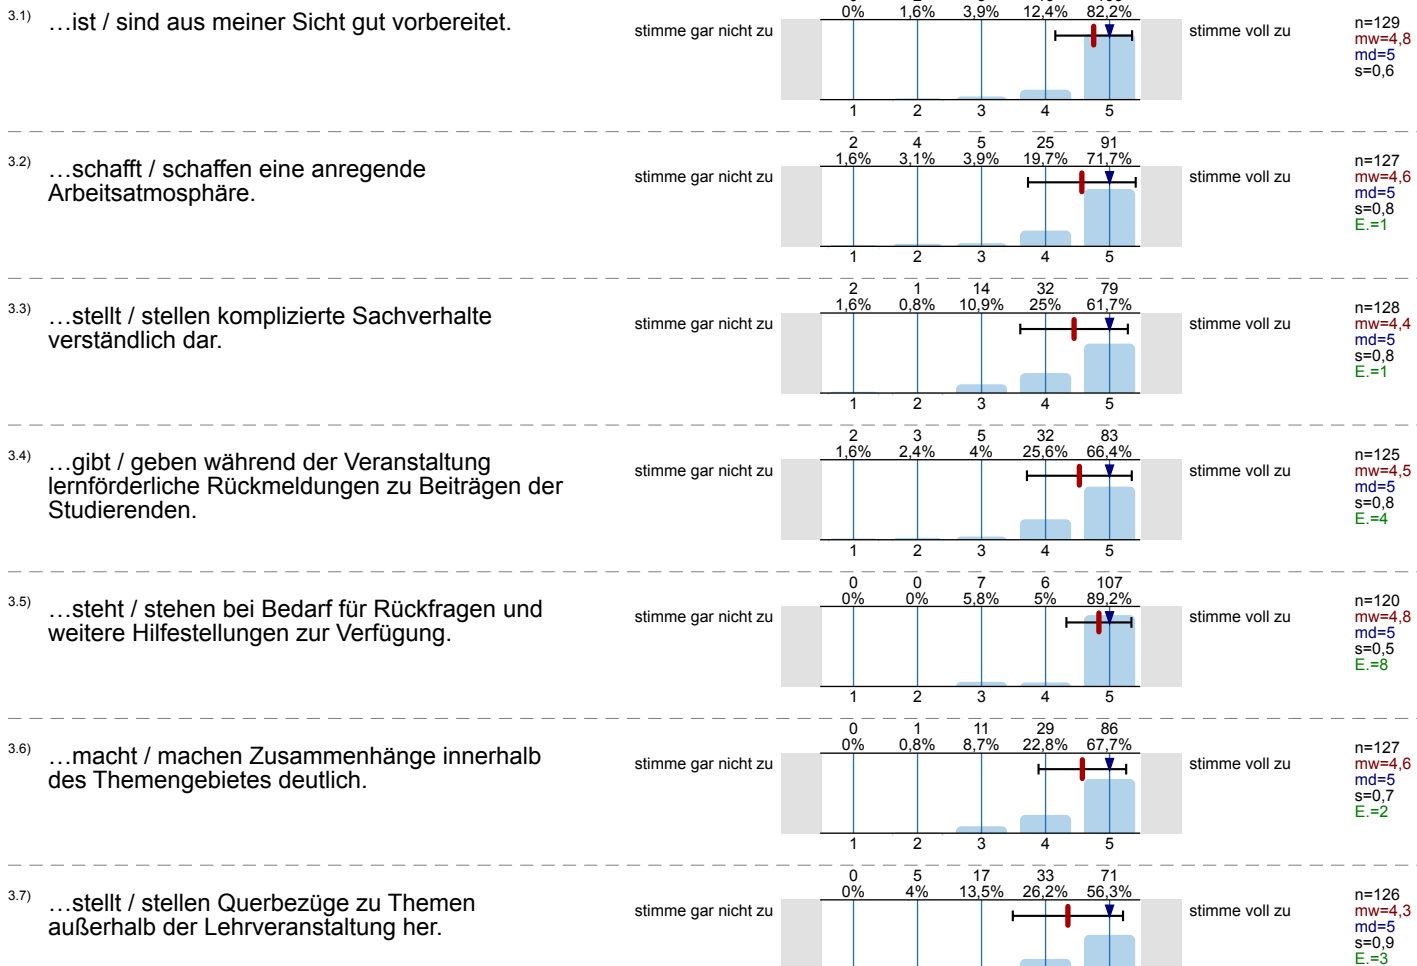 0 2 5 16 106
0% 1,6% 3,9% 12,4% 82,2%
3.1) …ist / sind aus meiner Sicht gut vorbereitet.
stimme gar nicht zu
stimme voll zu
n=129
mw=4,8
md=5
s=0,6
1 2 3 4 5
2 4 5 25 91
1,6% 3,1% 3,9% 19,7% 71,7%
3.2) …schafft / schaffen eine anregende
Arbeitsatmosphäre.
stimme gar nicht zu
stimme voll zu
n=127
mw=4,6
md=5
s=0,8
E.=1
1 2 3 4 5
2 1 14 32 79
1,6% 0,8% 10,9% 25% 61,7%
3.3) …stellt / stellen komplizierte Sachverhalte
verständlich dar.
stimme gar nicht zu
stimme voll zu
n=128
mw=4,4
md=5
s=0,8
E.=1
1 2 3 4 5
2 3 5 32 83
1,6% 2,4% 4% 25,6% 66,4%
3.4) …gibt / geben während der Veranstaltung
lernförderliche Rückmeldungen zu Beiträgen der
Studierenden.
stimme gar nicht zu
stimme voll zu
n=125
mw=4,5
md=5
s=0,8
E.=4
1 2 3 4 5
0 0 7 6 107
0% 0% 5,8% 5% 89,2%
3.5) …steht / stehen bei Bedarf für Rückfragen und
weitere Hilfestellungen zur Verfügung.
stimme gar nicht zu
stimme voll zu
n=120
mw=4,8
md=5
s=0,5
E.=8
1 2 3 4 5
0 1 11 29 86
0% 0,8% 8,7% 22,8% 67,7%
3.6) …macht / machen Zusammenhänge innerhalb
des Themengebietes deutlich.
stimme gar nicht zu
stimme voll zu
n=127
mw=4,6
md=5
s=0,7
E.=2
1 2 3 4 5
0 5 17 33 71
0% 4% 13,5% 26,2% 56,3%
3.7) …stellt / stellen Querbezüge zu Themen
außerhalb der Lehrveranstaltung her.
stimme gar nicht zu
stimme voll zu
n=126
mw=4,3
md=5
s=0,9
E.=3